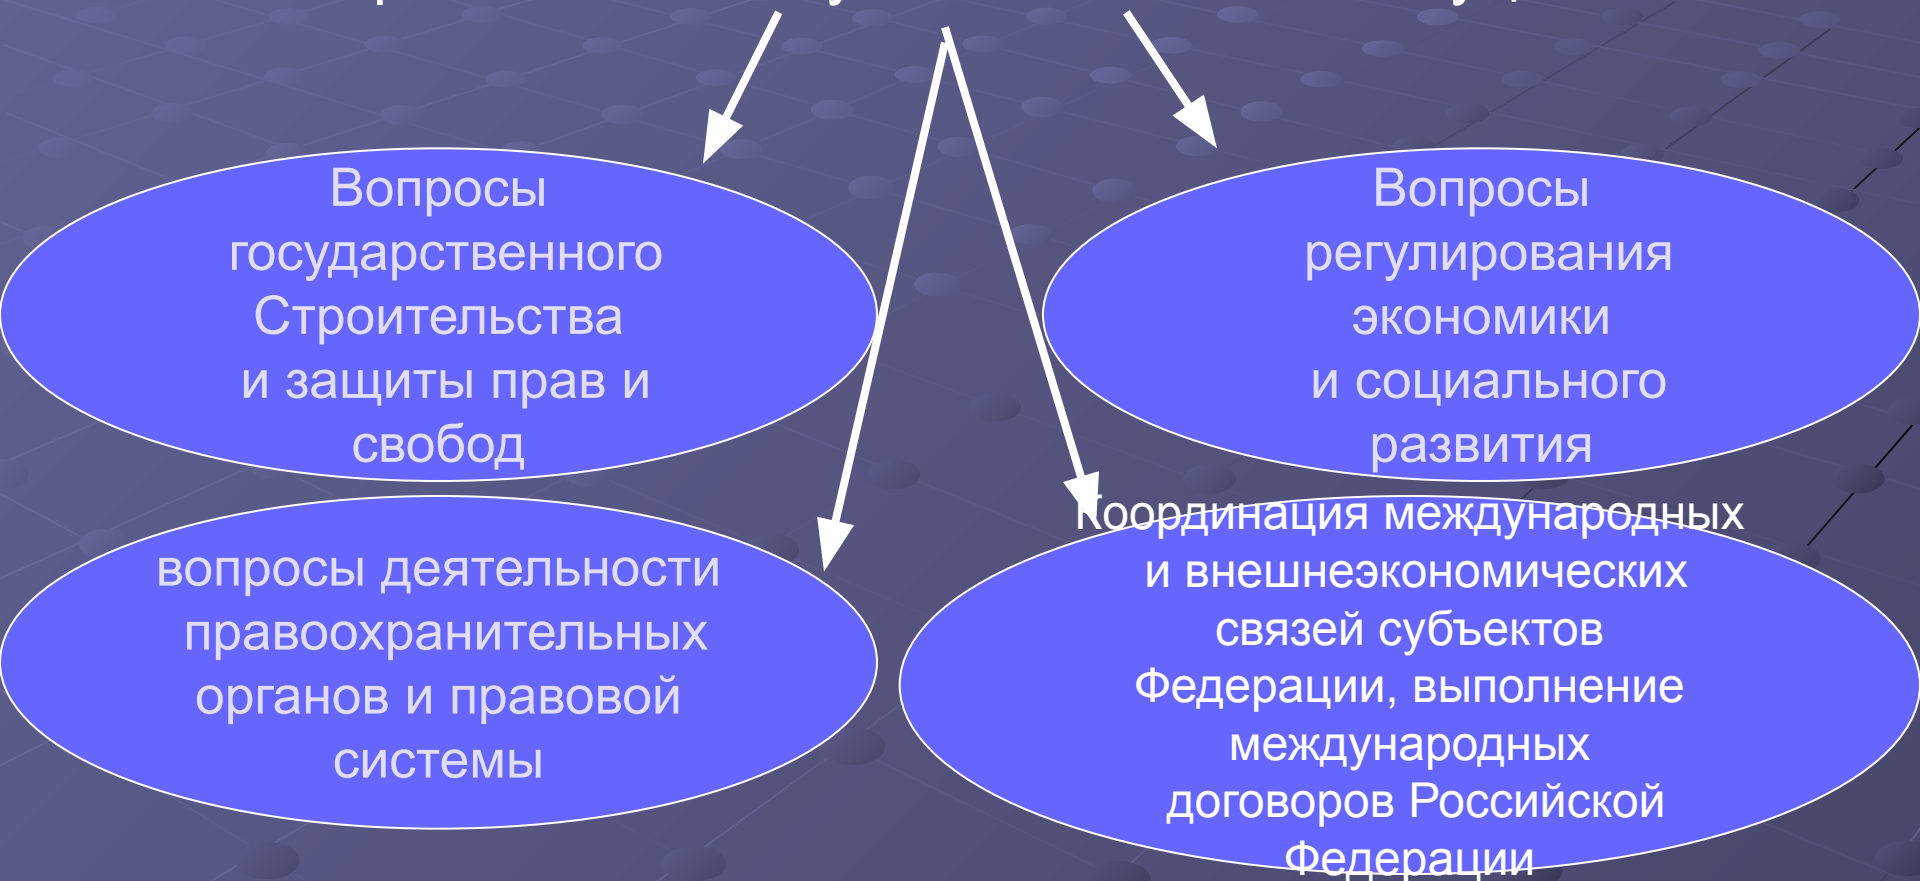 Вопросы
государственного
Строительства
и защиты прав и
свобод
Вопросы
регулирования
экономики
и социального
развития
вопросы деятельности
правоохранительных
органов и правовой
системы
Координация международных
и внешнеэкономических
связей субъектов
Федерации, выполнение
международных
договоров Российской
Федерации